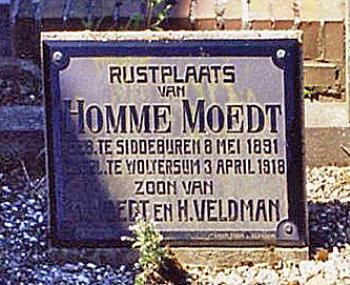 RUSTPLAATS
VAN
HOMME MOEDT
GEB.TE SIDDEBUREN 8 MEI 1891
OVERL.TE WOLTERSUM 3 APRIL 1918
ZOON VAN
MOEDT EN H.VELDMAN